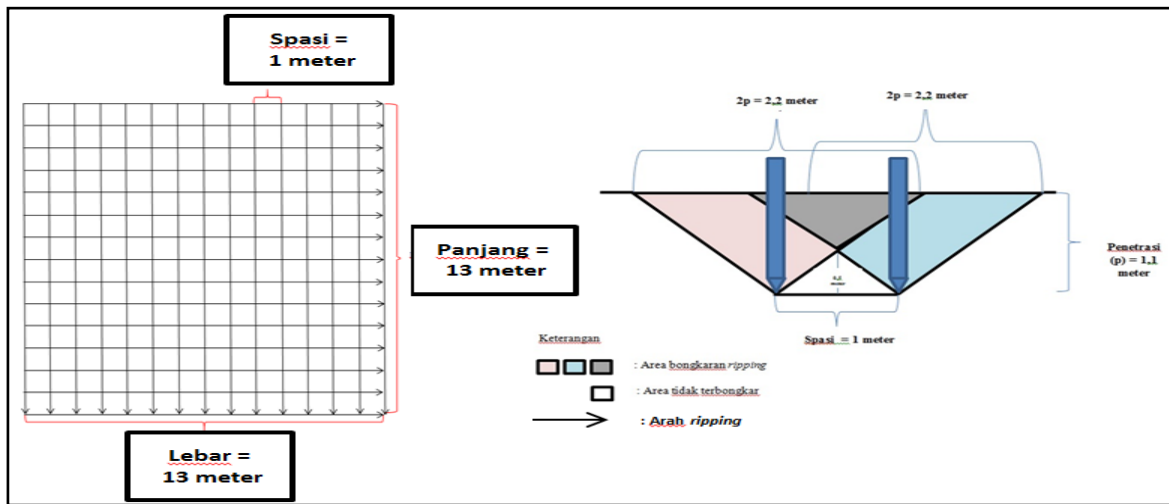 Spasi =
1 meter
Panjang =
13 meter
Lebar =
13 meter
2p = 2,2 meter
2p = 2,2 meter
Penetrasi
(p) = 1,1
meter
meter
Spasi = 1 meter
Keterangan
: Area bongkaran ripping
: Area tidak terbongkar
: Arah ripping